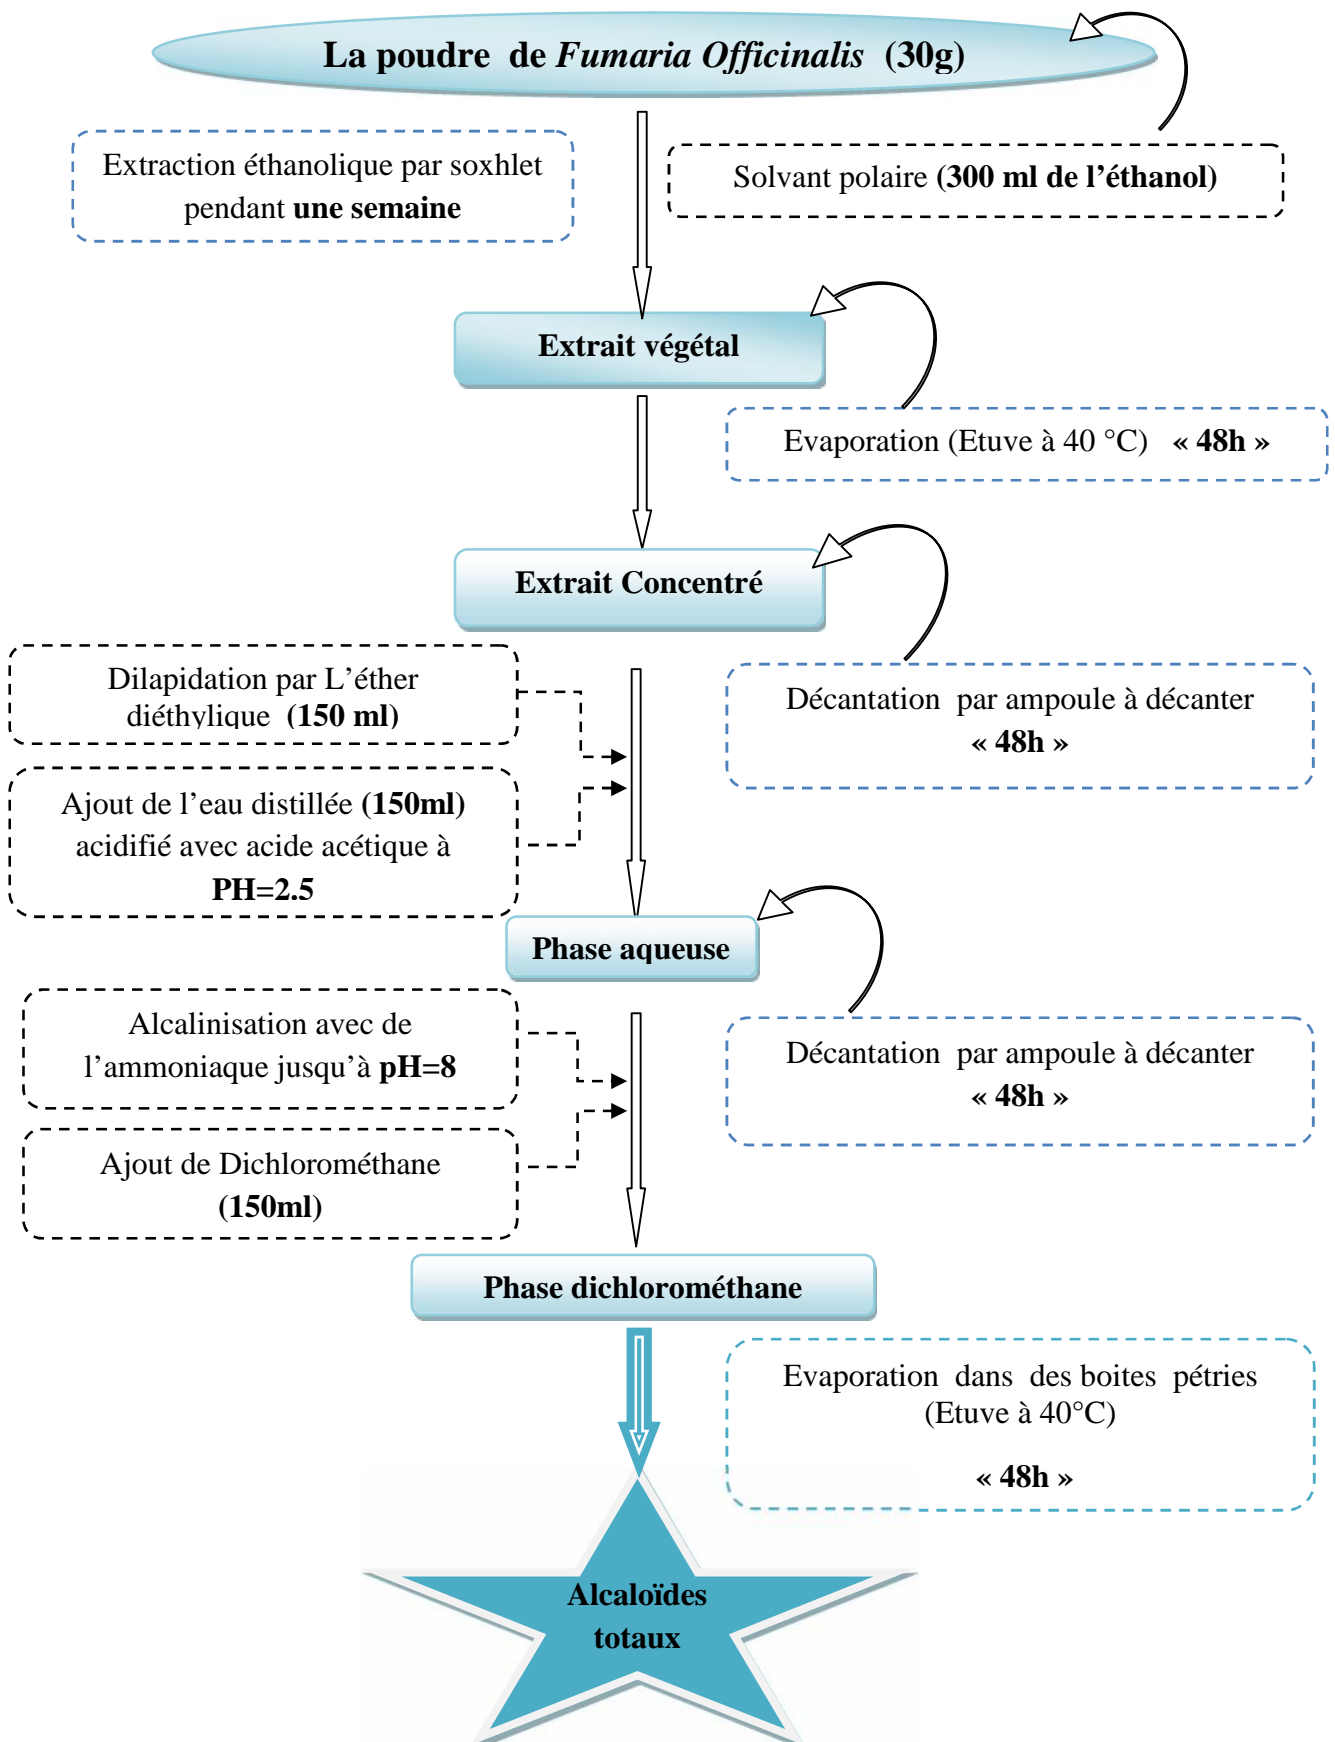 La poudre de Fumaria Officinalis (30g)
Extraction éthanolique par soxhlet
pendant une semaine
Solvant polaire (300 ml de l’éthanol)
Extrait végétal
Evaporation (Etuve à 40 °C) « 48h »
Extrait Concentré
Dilapidation par L’éther
diéthylique (150 ml)
Décantation par ampoule à décanter
« 48h »
Ajout de l’eau distillée (150ml)
acidifié avec acide acétique à
PH=2.5
Phase aqueuse
Alcalinisation avec de
l’ammoniaque jusqu’à pH=8
Décantation par ampoule à décanter
« 48h »
Ajout de Dichlorométhane
(150ml)
Phase dichlorométhane
Evaporation dans des boites pétries
(Etuve à 40°C)
« 48h »
Alcaloïdes
totaux